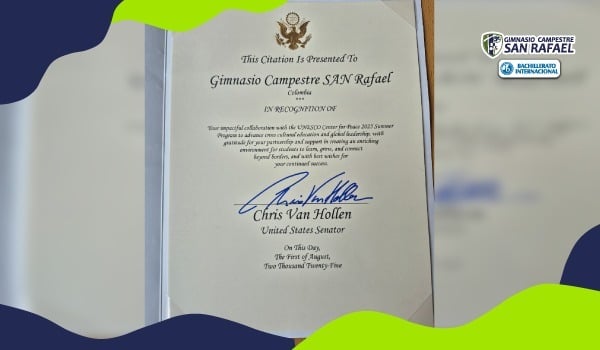 This Citation Is Presented To
Gimnasio Campestre SAN Rafael
Colombia
***
IN RECOGNITION OF
Your impactful collaboration with the UNESCO Center for Peace 2025 Summer
Program to advance cross cultural education and global leadership, with
gratitude for your partnership and support in creating an enriching
environment for students to learn, grow, and connect
beyond borders, and with best wishes for
your continued success.
Chris Van Hollen
Chris Van Hollen
United States Senator
On This Day,
The First of August,
Two Thousand Twenty-Five
GIMNASIO CAMPESTRE
SAN RAFAEL
BACHILLERATO
INTERNACIONAL